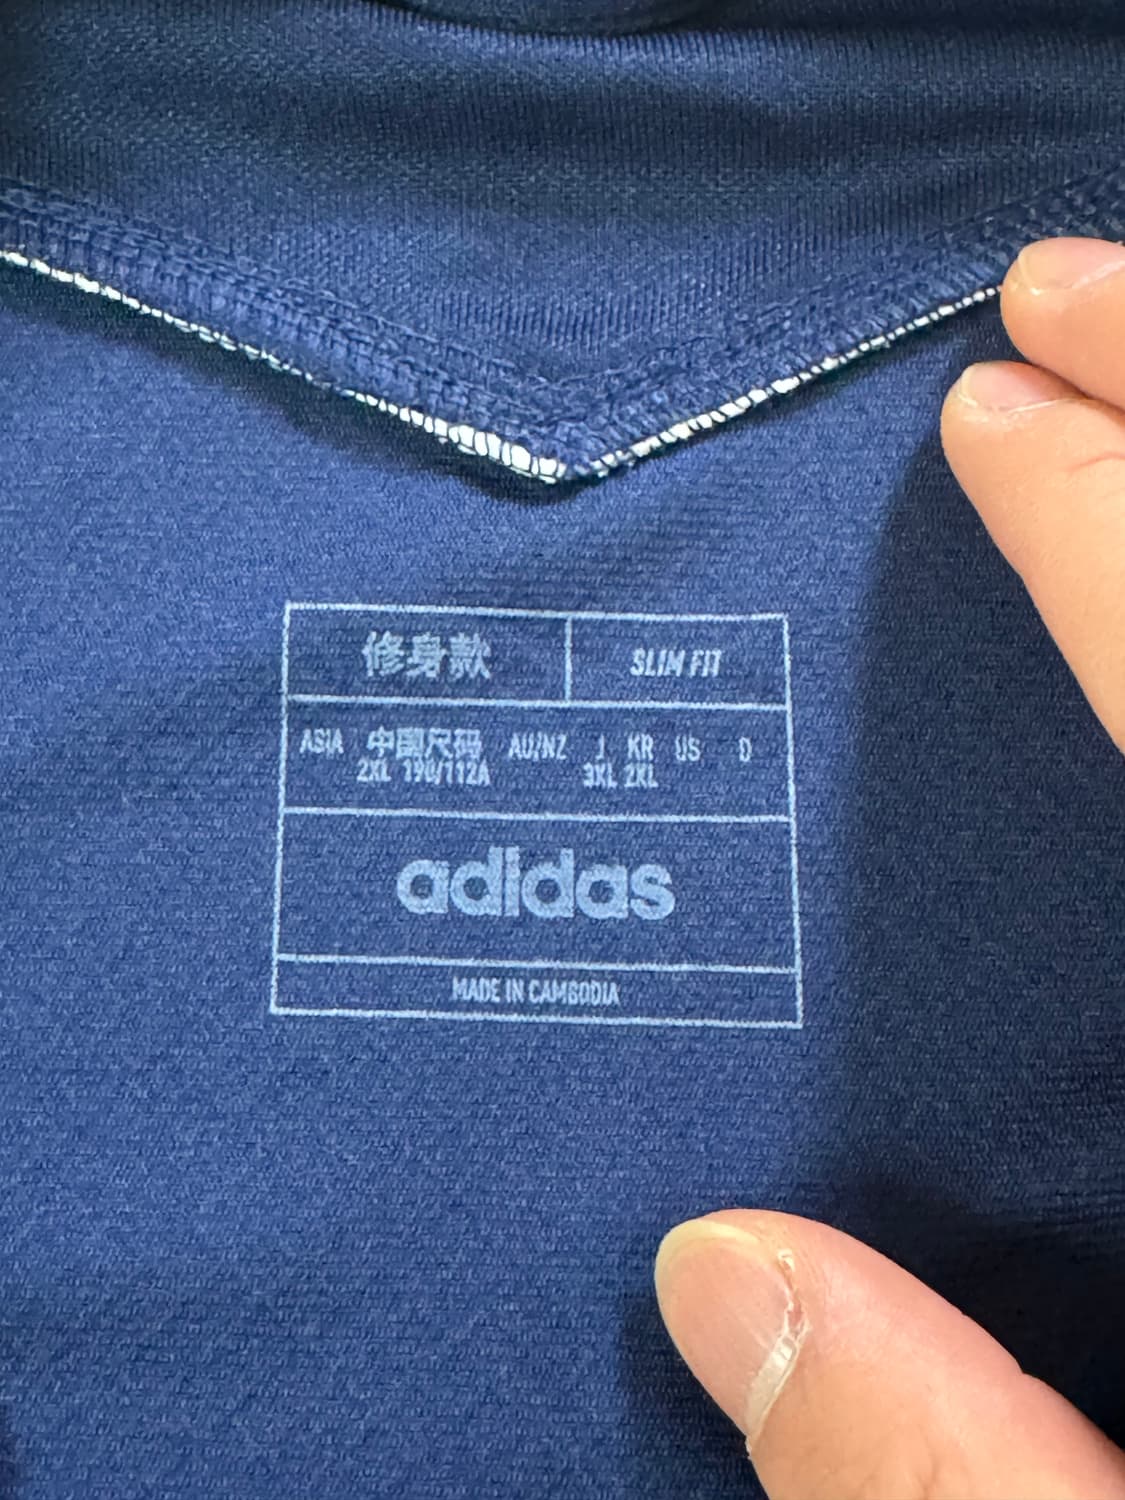 修身款 SLIM FIT
ASIA 中国尺码 AU/NZ J KR US D
2XL 190/112A 3XL 2XL
adidas
MADE IN CAMBODIA